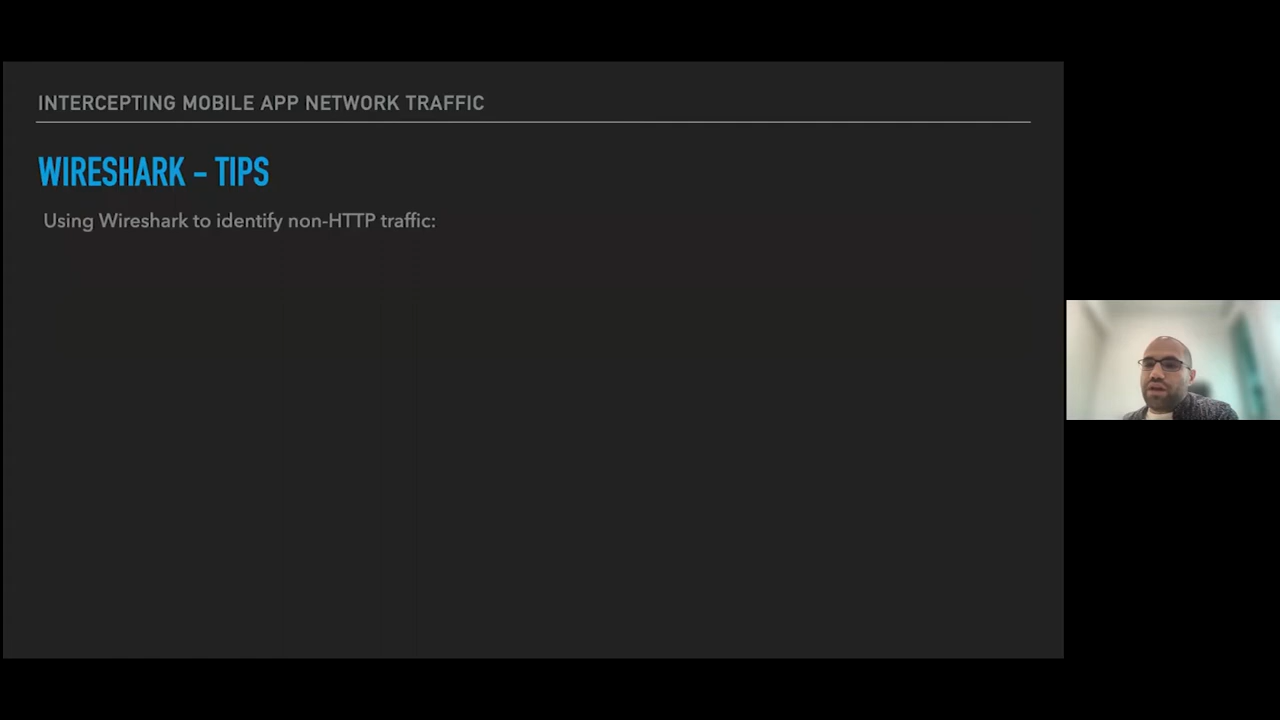 INTERCEPTING MOBILE APP NETWORK TRAFFIC
WIRESHARK – TIPS
Using Wireshark to identify non-HTTP traffic: